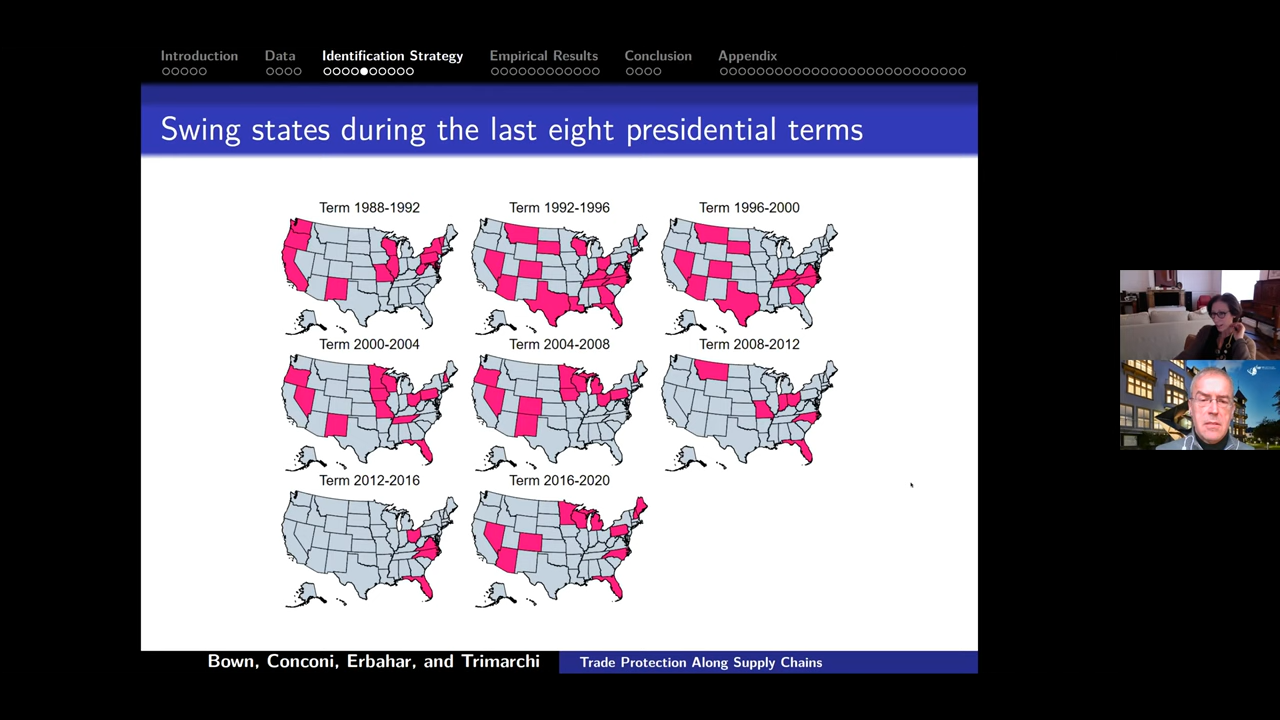 Introduction Data Identification Strategy Empirical Results Conclusion Appendix
Swing states during the last eight presidential terms
Term 1988-1992 Term 1992-1996 Term 1996-2000
Term 2000-2004 Term 2004-2008 Term 2008-2012
Term 2012-2016 Term 2016-2020
Bown, Conconi, Erbahar, and Trimarchi Trade Protection Along Supply Chains